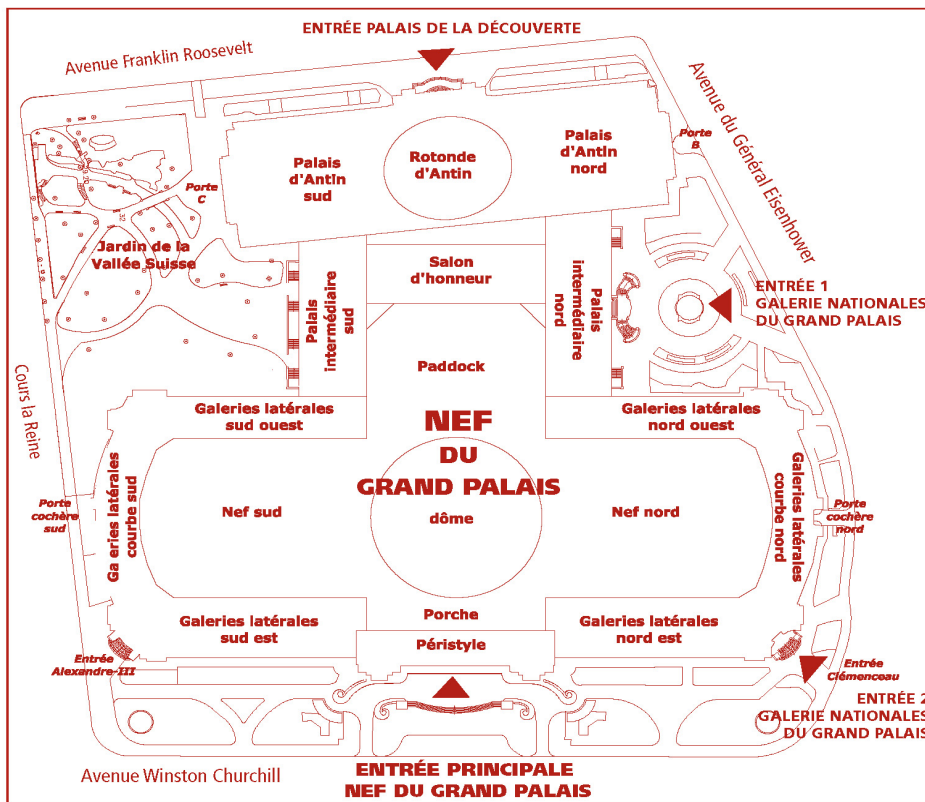 ENTRÉE PALAIS DE LA DÉCOUVERTE
Avenue Franklin Roosevelt
Avenue du Général Eisenhower
Porte
B
Palais
d'Antin
sud
Rotonde
d'Antin
Palais
d'Antin
nord
Porte
C
32
Jardin de la
Vallée Suisse
Salon
d'honneur
Palais
intermédiaire
sud
Palais
intermédiaire
nord
ENTRÉE 1
GALERIE NATIONALES
DU GRAND PALAIS
Paddock
Cours la Reine
Galeries latérales
sud ouest
NEF
DU
GRAND PALAIS
Galeries latérales
nord ouest
Porte
cochère
sud
Ga eries latérales
courbe sud
Nef sud
dôme
Nef nord
Galeries latérales
courbe nord
Porte
cochère
nord
Galeries latérales
sud est
Porche
Péristyle
Galeries latérales
nord est
Entrée
Alexandre-III
Entrée
Clémenceau
ENTRÉE 2
GALERIE NATIONALES
DU GRAND PALAIS
Avenue Winston Churchill
ENTRÉE PRINCIPALE
NEF DU GRAND PALAIS